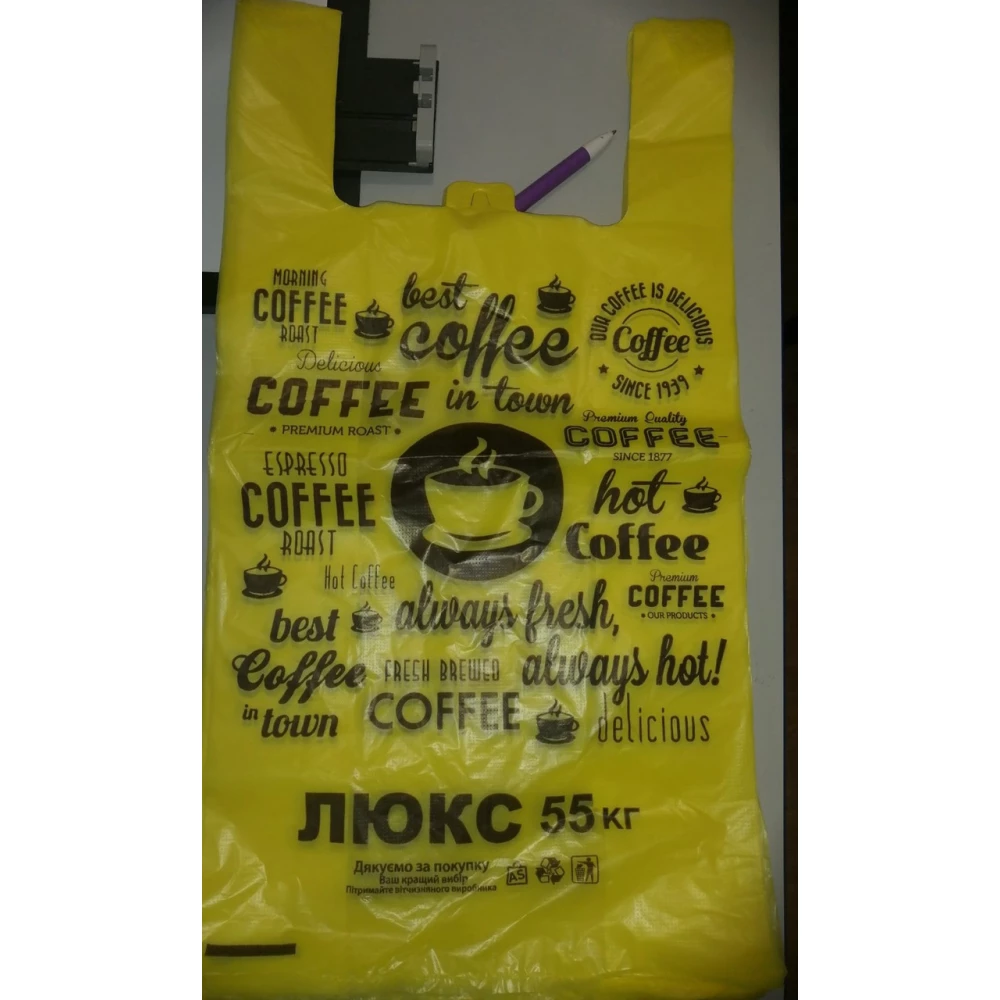 MORNING
COFFEE
ROAST
best
coffee
in town
OUR COFFEE IS DELICIOUS
Coffee
SINCE 1939
Delicious
COFFEE
PREMIUM ROAST
Premium Quality
COFFEE
SINCE 1877
ESPRESSO
COFFEE
ROAST
hot
Coffee
Hot Coffee
Premium
COFFEE
OUR PRODUCTS
always fresh,
always hot!
best
Coffee
in town
FRESH BREWED
COFFEE
delicious
ЛЮКС 55 кг
Дякуємо за покупку
Ваш кращий вибір
Пітримайте вітчизняного виробника
AS